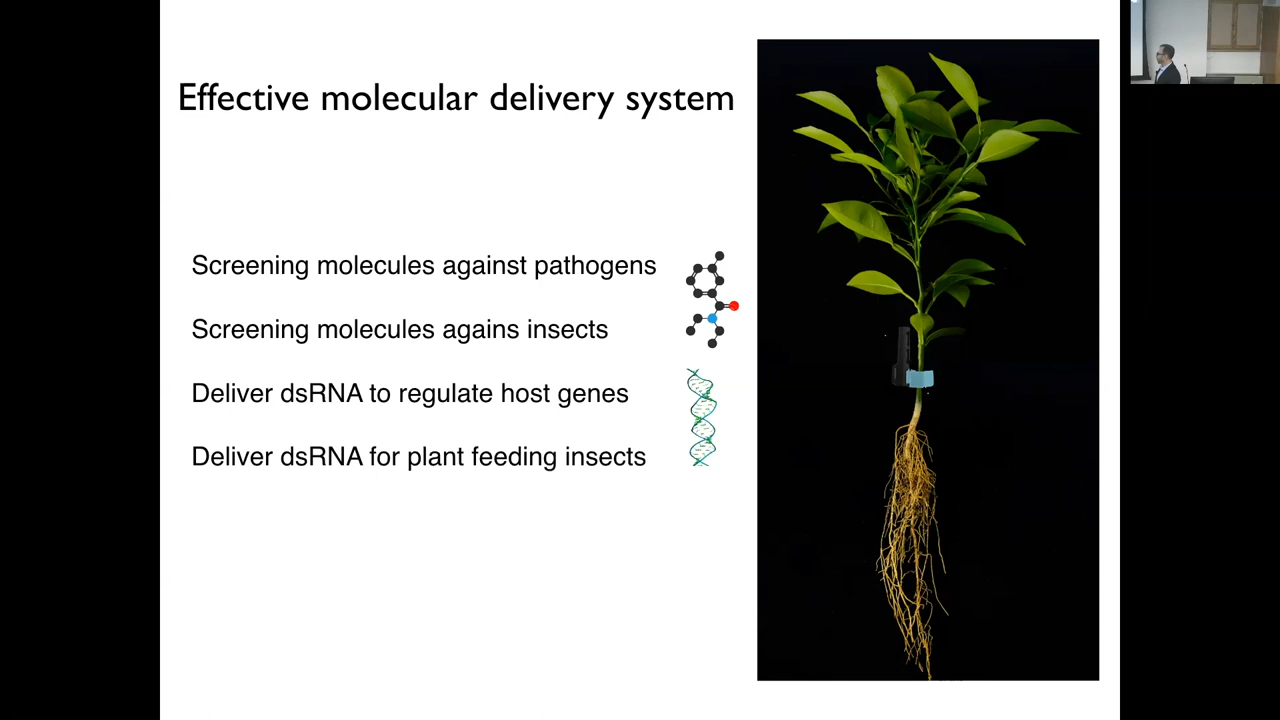 Effective molecular delivery system
Screening molecules against pathogens
Screening molecules agains insects
Deliver dsRNA to regulate host genes
Deliver dsRNA for plant feeding insects